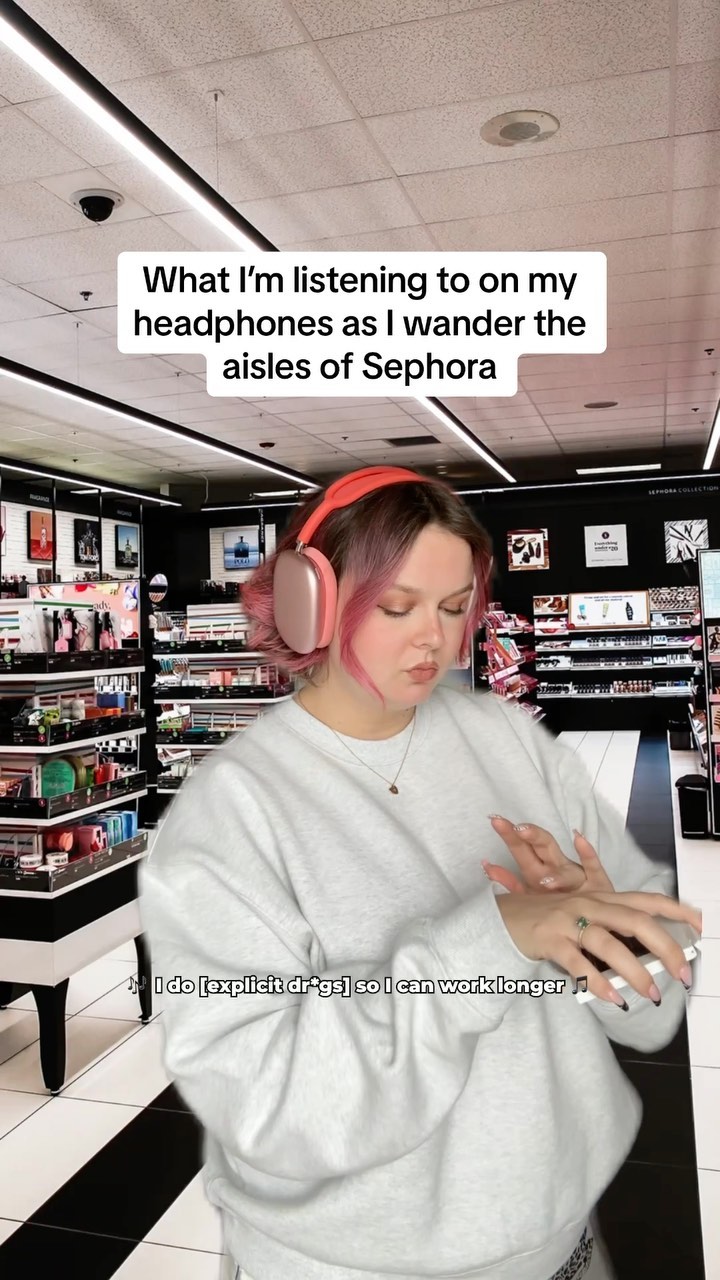 What I’m listening to on my
headphones as I wander the
aisles of Sephora
SEPHORA COLLECTION
POLO
🎶 I do [explicit dr*gs] so I can work longer 🎵